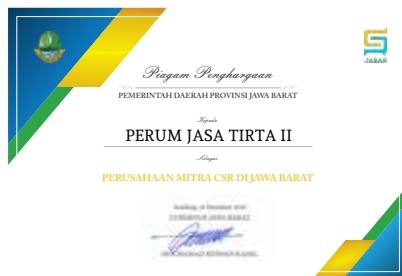 JABAR
Piagam Penghargaan
PEMERINTAH DAERAH PROVINSI JAWA BARAT
Kepada
PERUM JASA TIRTA II
Sebagai
PERUSAHAAN MITRA CSR DI JAWA BARAT
GUBERNUR JAWA BARAT